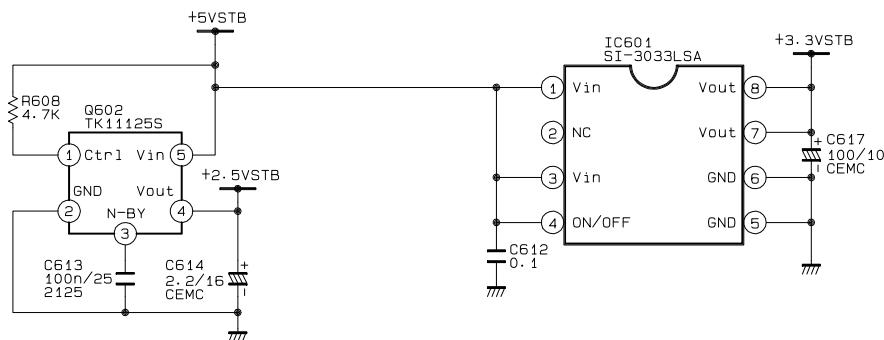 +5VSTB
IC601
SI-3033LSA
+3.3VSTB
R608
4.7K
Q602
TK11125S
1 Ctrl Vin 5
GND Vout
2 N-BY 4
3
+2.5VSTB
C613
100n/25
2125
C614
2.2/16
CEMC
+
-
1 Vin Vout 8
2 NC Vout 7
3 Vin GND 6
4 ON/OFF GND 5
C612
0.1
+
C617
100/10
-
CEMC